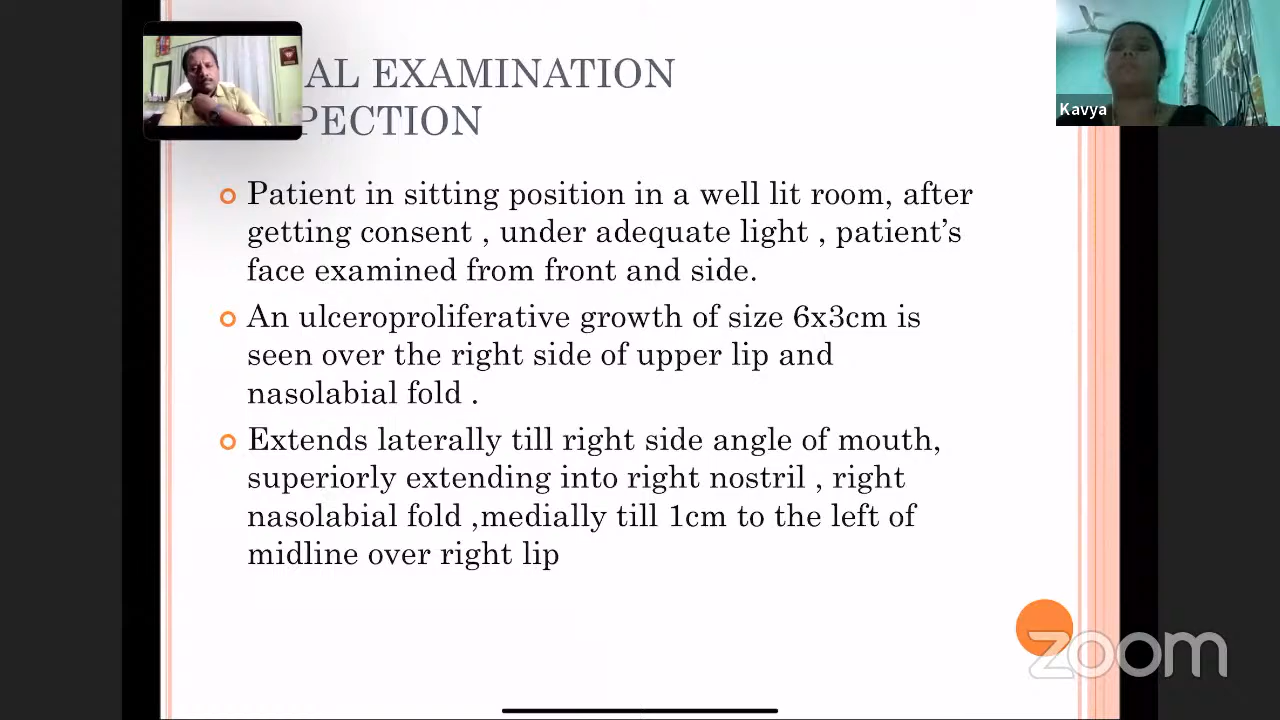 AL EXAMINATION
PECTION
Kavya
Patient in sitting position in a well lit room, after
getting consent , under adequate light , patient’s
face examined from front and side.
An ulceroproliferative growth of size 6x3cm is
seen over the right side of upper lip and
nasolabial fold .
Extends laterally till right side angle of mouth,
superiorly extending into right nostril , right
nasolabial fold ,medially till 1cm to the left of
midline over right lip
zoom